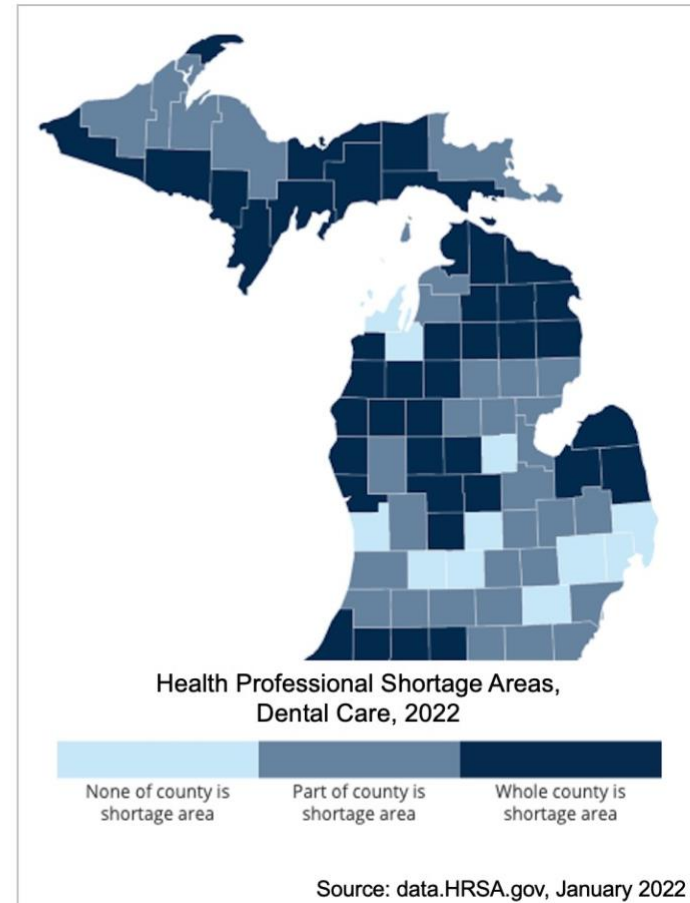 Health Professional Shortage Areas,
Dental Care, 2022
None of county is
shortage area
Part of county is
shortage area
Whole county is
shortage area
Source: data.HRSA.gov, January 2022